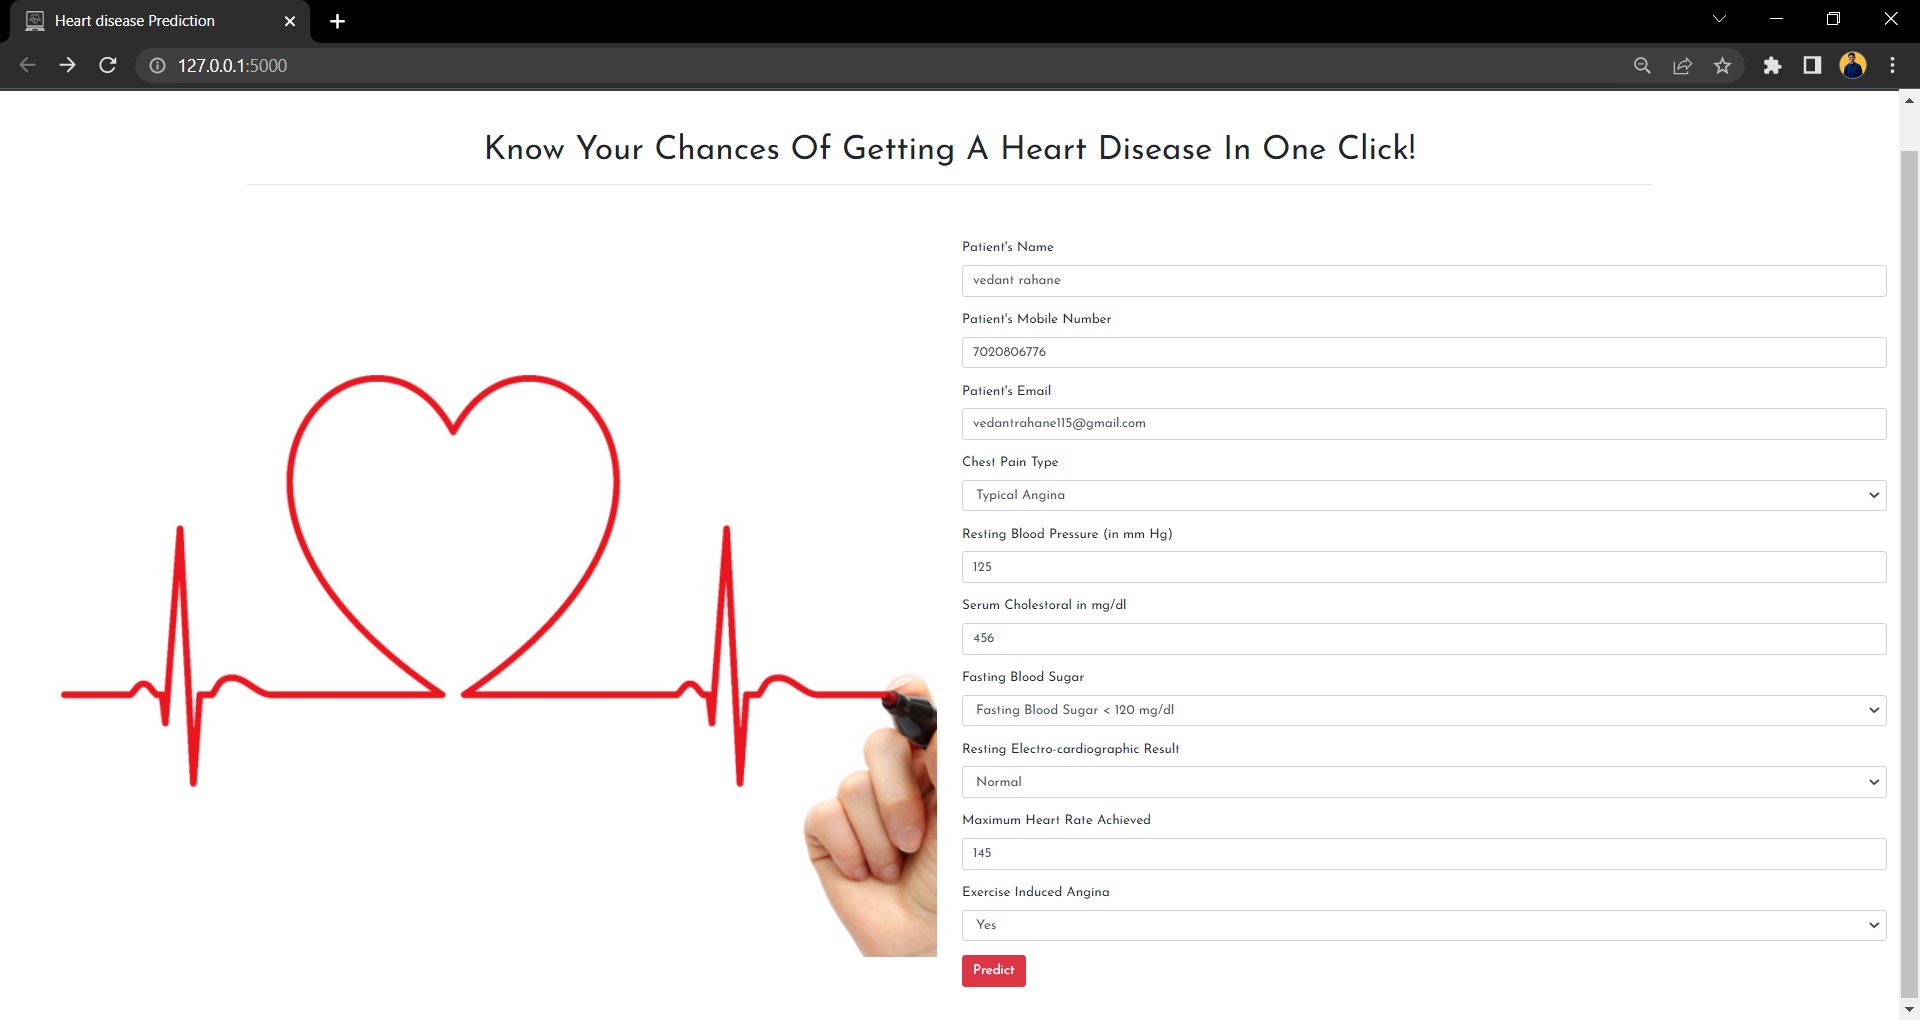 Heart disease Prediction
127.0.0.1:5000
Know Your Chances Of Getting A Heart Disease In One Click!
Patient's Name
vedant rahane
Patient's Mobile Number
7020806776
Patient's Email
vedantrahane115@gmail.com
Chest Pain Type
Typical Angina
Resting Blood Pressure (in mm Hg)
125
Serum Cholestoral in mg/dl
456
Fasting Blood Sugar
Fasting Blood Sugar < 120 mg/dl
Resting Electro-cardiographic Result
Normal
Maximum Heart Rate Achieved
145
Exercise Induced Angina
Yes
Predict